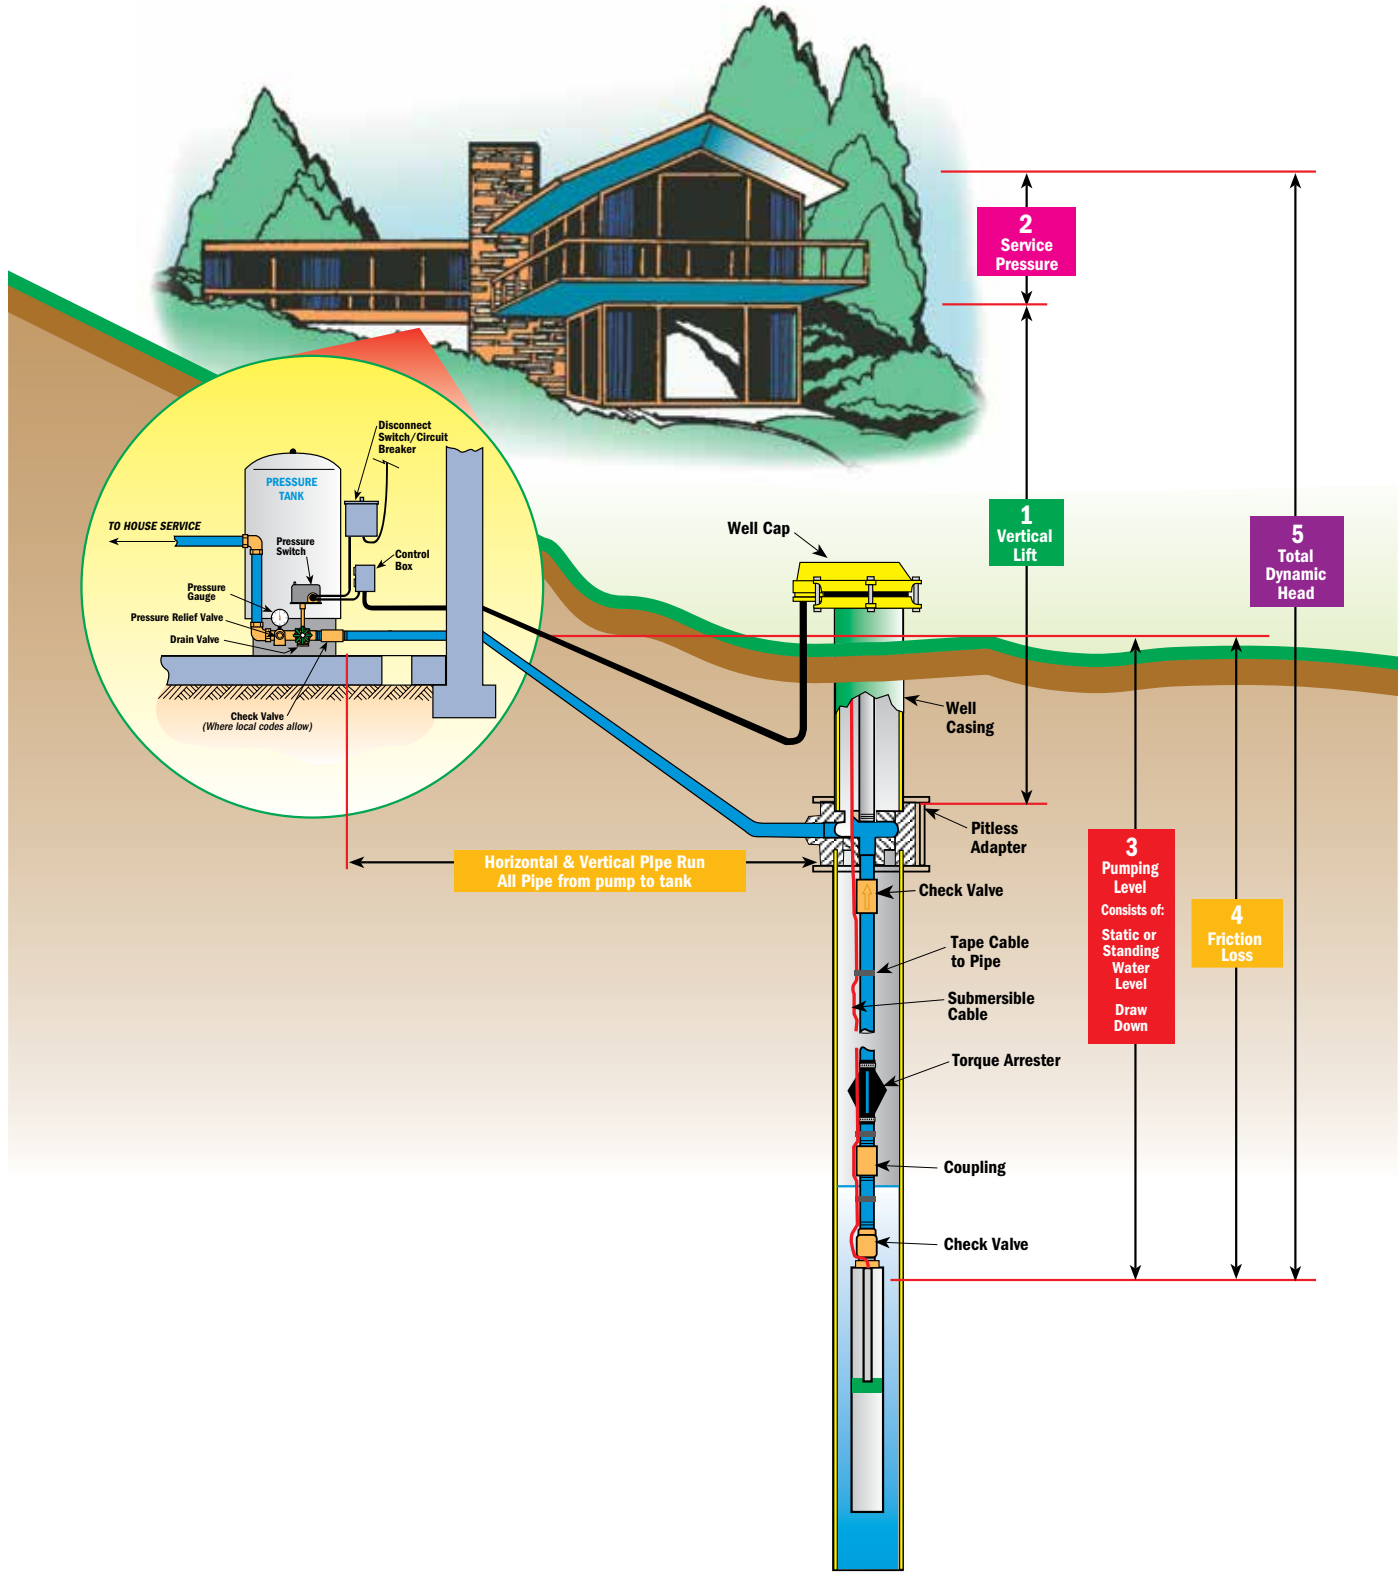 2
Service
Pressure
Disconnect
Switch/Circuit
Breaker
PRESSURE
TANK
TO HOUSE SERVICE
Pressure
Switch
Control
Box
Pressure
Gauge
Pressure Relief Valve
Drain Valve
Check Valve
(Where local codes allow)
Well Cap
1
Vertical
Lift
5
Total
Dynamic
Head
Well
Casing
Pitless
Adapter
Horizontal & Vertical PIpe Run
All Pipe from pump to tank
3
Pumping
Level
Consists of:
Static or
Standing
Water
Level
Draw
Down
4
Friction
Loss
Check Valve
Tape Cable
to Pipe
Submersible
Cable
Torque Arrester
Coupling
Check Valve